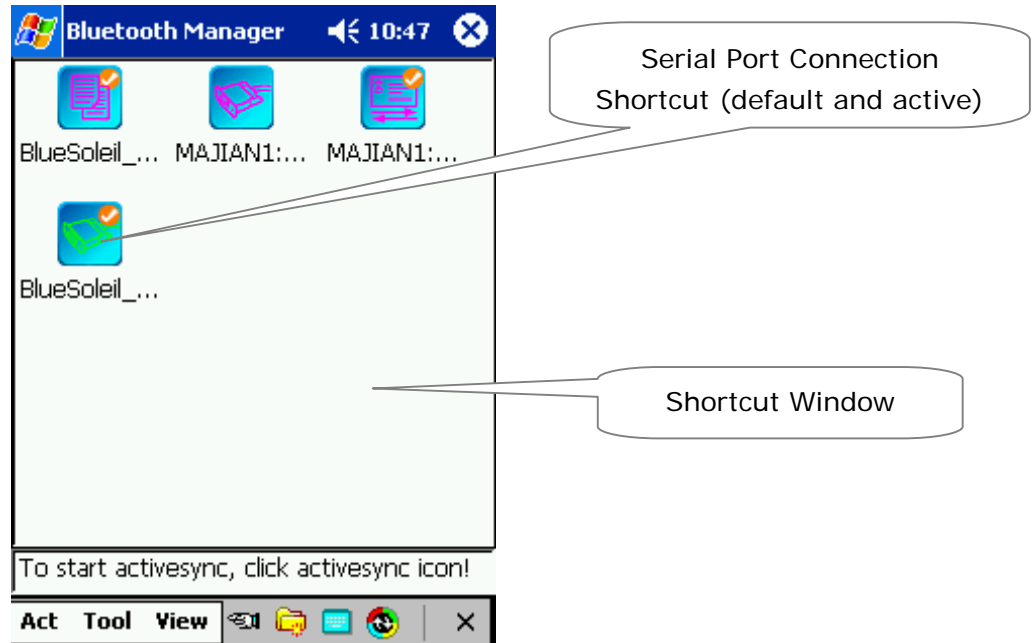 Bluetooth Manager 10:47
Serial Port Connection
Shortcut (default and active)
BlueSoleil_... MAJIAN1:... MAJIAN1:...
BlueSoleil_...
Shortcut Window
To start activesync, click activesync icon!
Act Tool View